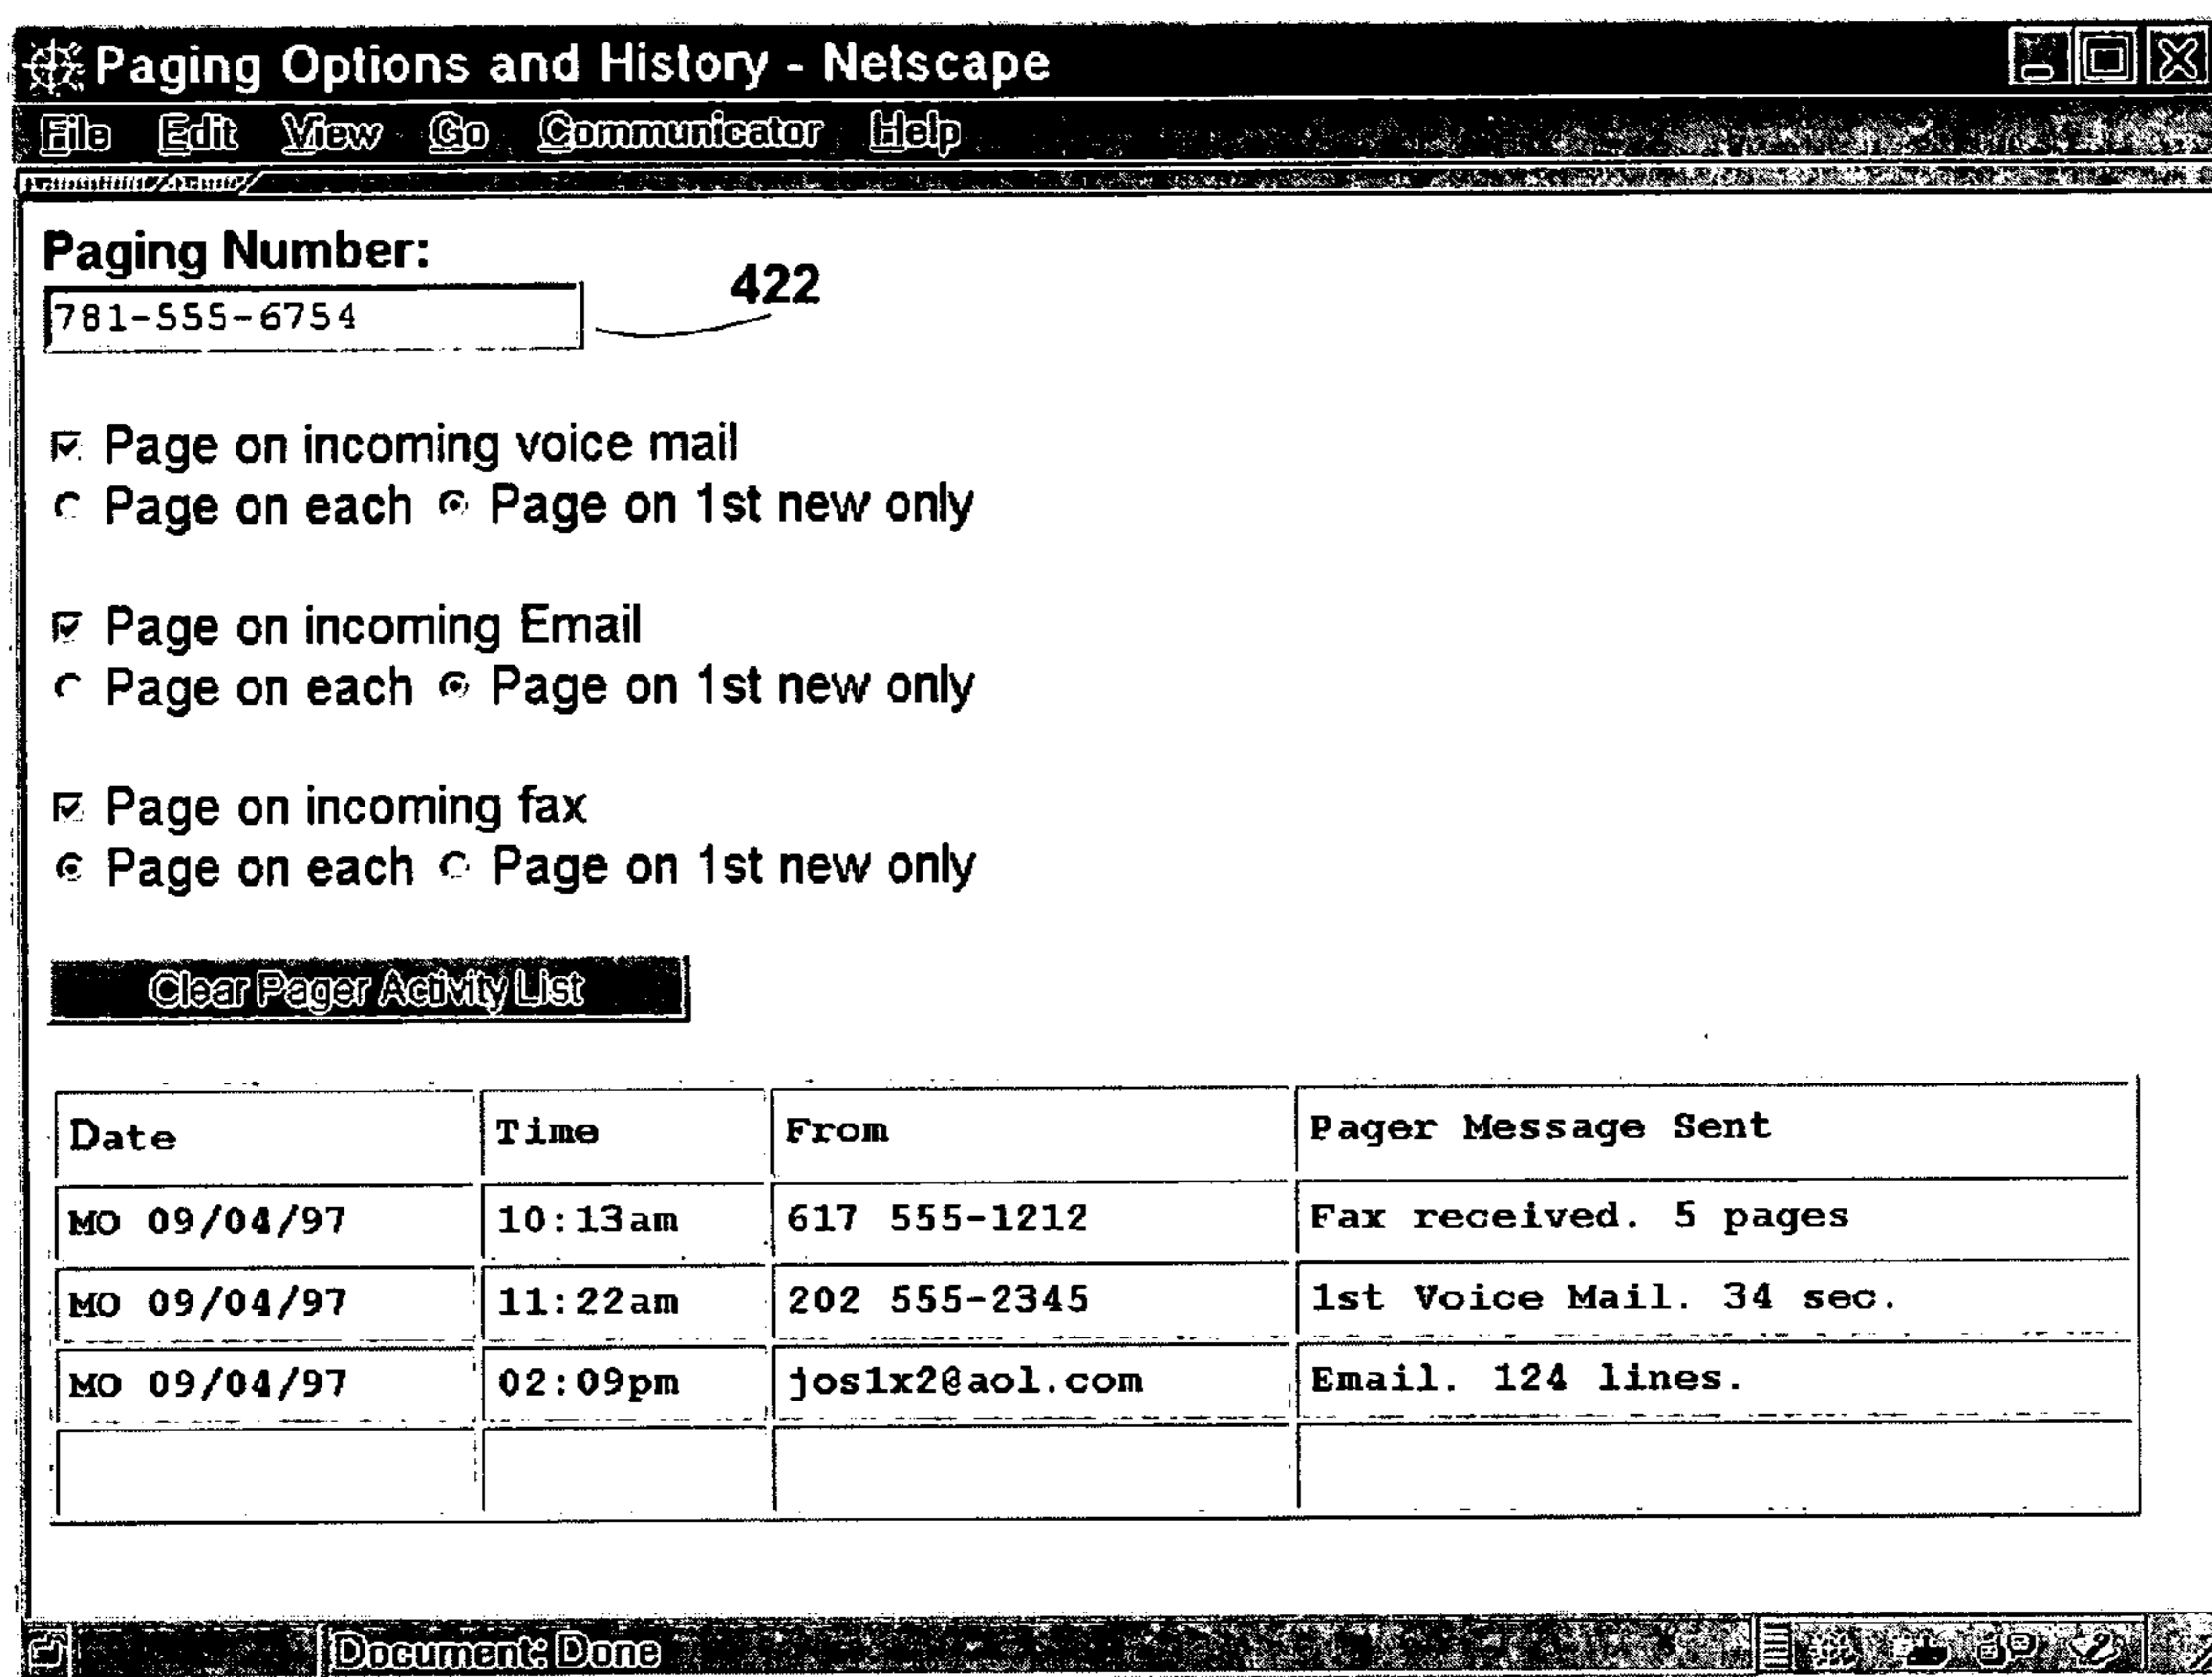 Paging Options and History - Netscape
File Edit View Go Communicator Help
Paging Number:
422
781-555-6754
Page on incoming voice mail
Page on each Page on 1st new only
Page on incoming Email
Page on each Page on 1st new only
Page on incoming fax
Page on each Page on 1st new only
Clear Pager Activity List
Date Time From Pager Message Sent
MO 09/04/97 10:13am 617 555-1212 Fax received. 5 pages
MO 09/04/97 11:22am 202 555-2345 1st Voice Mail. 34 sec.
MO 09/04/97 02:09pm jos1x2@aol.com Email. 124 lines.
Document: Done